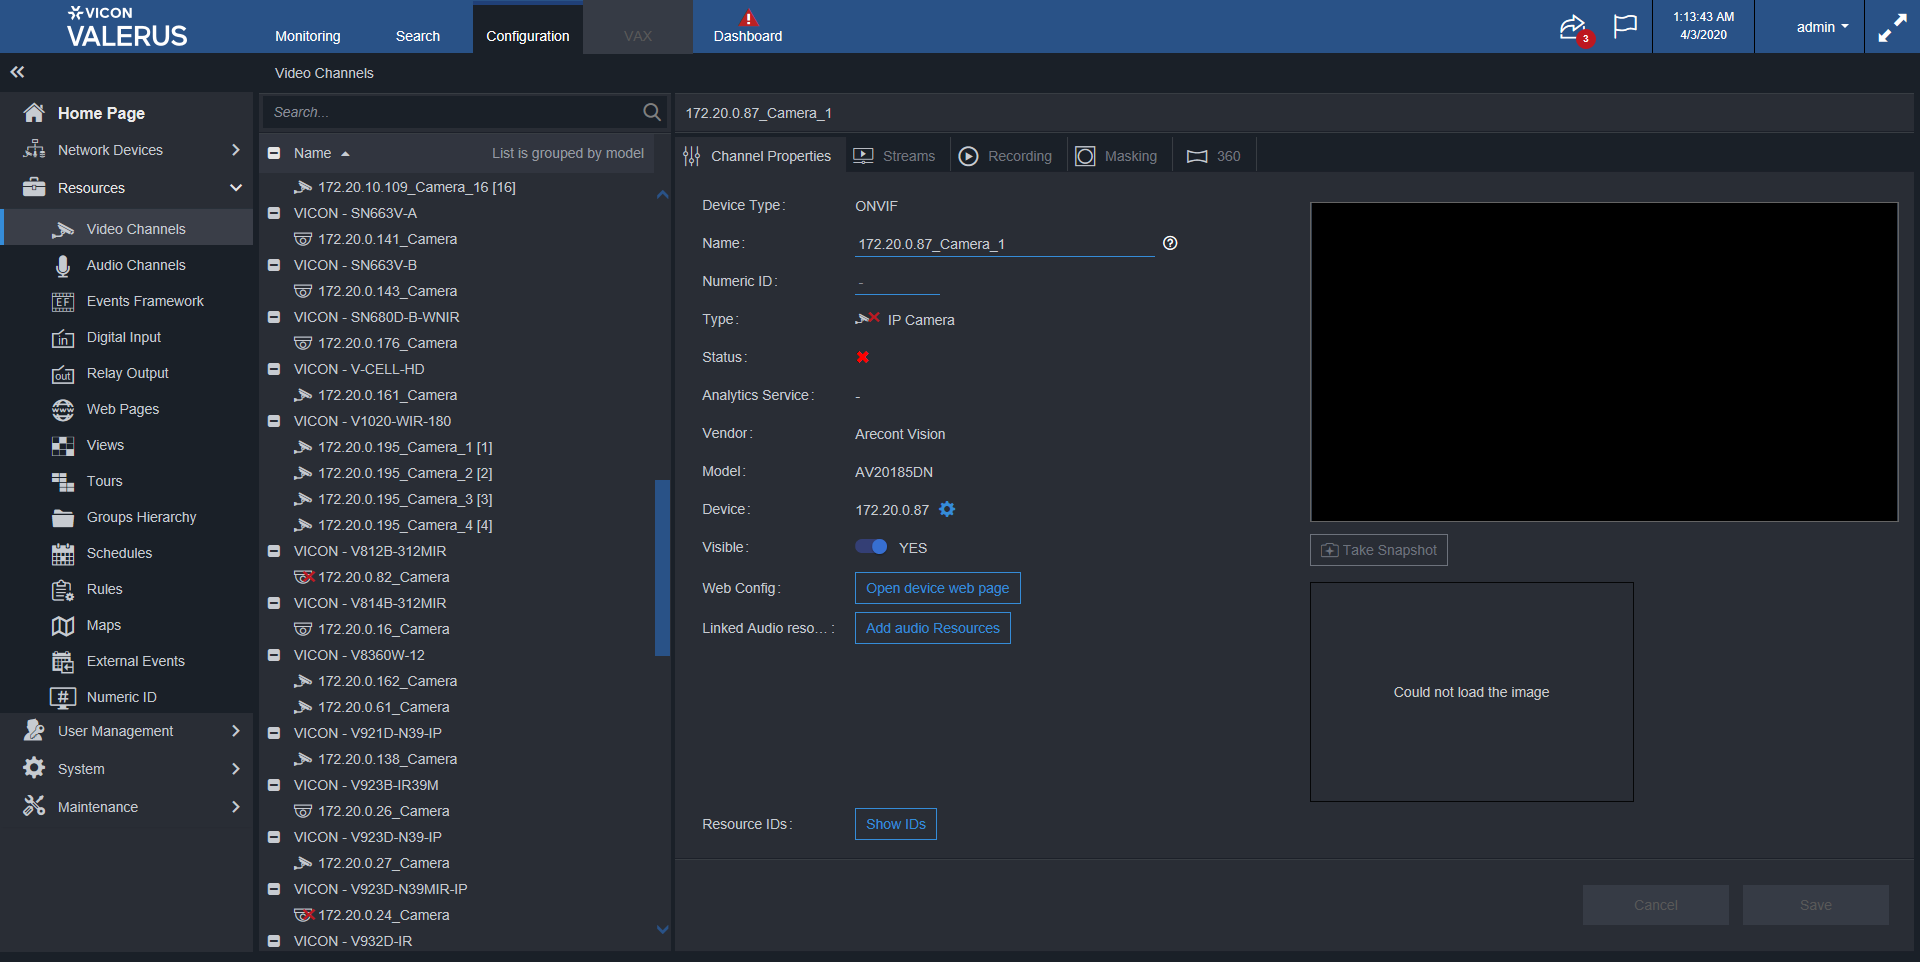 VICON
VALERUS
Monitoring
Search
Configuration
VAX
Dashboard
3
1:13:43 AM
4/3/2020
admin
Video Channels
Home Page
Network Devices
Resources
Video Channels
Audio Channels
EF Events Framework
in Digital Input
out Relay Output
www Web Pages
Views
Tours
Groups Hierarchy
Schedules
Rules
Maps
External Events
# Numeric ID
User Management
System
Maintenance
Search...
Name List is grouped by model
172.20.10.109_Camera_16 [16]
VICON - SN663V-A
172.20.0.141_Camera
VICON - SN663V-B
172.20.0.143_Camera
VICON - SN680D-B-WNIR
172.20.0.176_Camera
VICON - V-CELL-HD
172.20.0.161_Camera
VICON - V1020-WIR-180
172.20.0.195_Camera_1 [1]
172.20.0.195_Camera_2 [2]
172.20.0.195_Camera_3 [3]
172.20.0.195_Camera_4 [4]
VICON - V812B-312MIR
172.20.0.82_Camera
VICON - V814B-312MIR
172.20.0.16_Camera
VICON - V8360W-12
172.20.0.162_Camera
172.20.0.61_Camera
VICON - V921D-N39-IP
172.20.0.138_Camera
VICON - V923B-IR39M
172.20.0.26_Camera
VICON - V923D-N39-IP
172.20.0.27_Camera
VICON - V923D-N39MIR-IP
172.20.0.24_Camera
VICON - V932D-IR
172.20.0.87_Camera_1
Channel Properties
Streams
Recording
Masking
360
Device Type: ONVIF
Name: 172.20.0.87_Camera_1
Numeric ID: -
Type: IP Camera
Status:
Analytics Service: -
Vendor: Arecont Vision
Model: AV20185DN
Device: 172.20.0.87
Visible: YES
Web Config: Open device web page
Linked Audio reso... : Add audio Resources
Resource IDs: Show IDs
Take Snapshot
Could not load the image
Cancel
Save